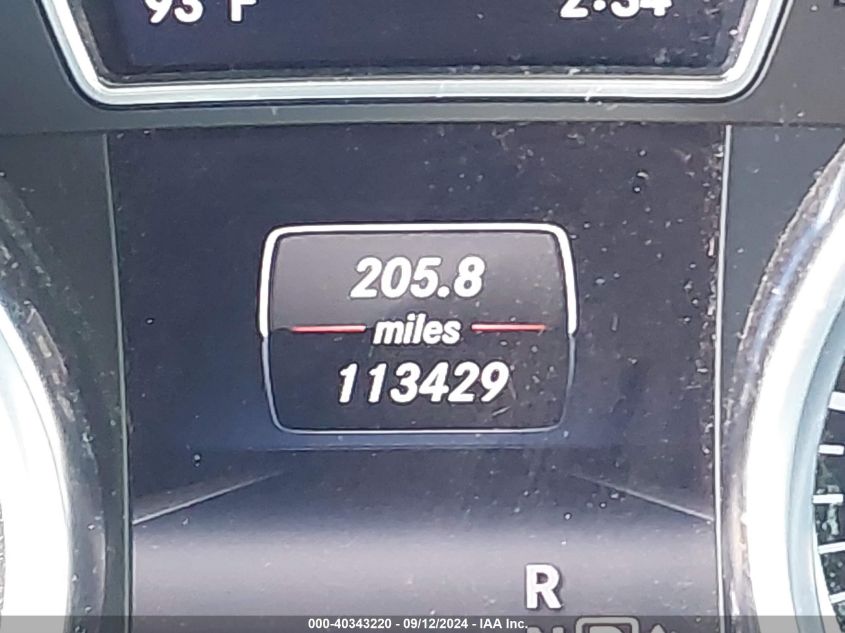 93°F 2:34
205.8
miles
113429
R
N P
000-40343220 - 09/12/2024 - IAA Inc.